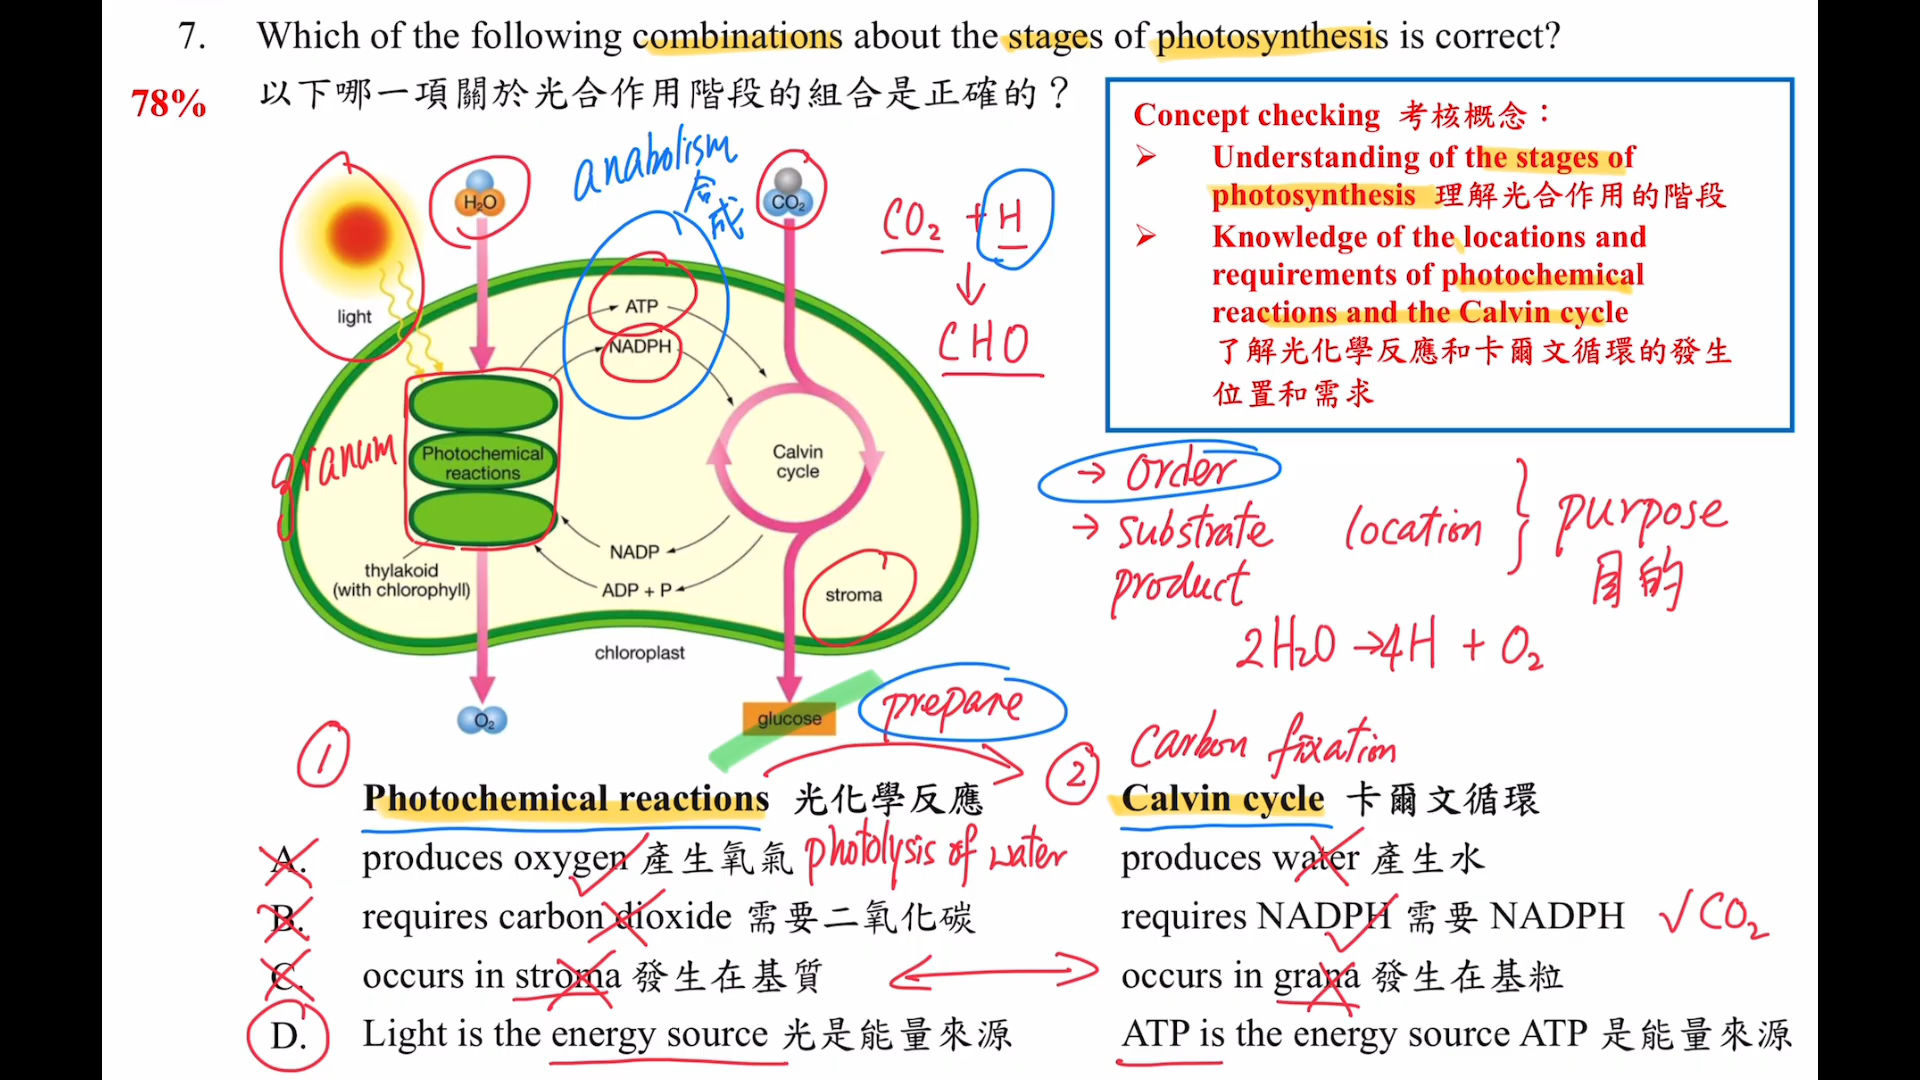 7. Which of the following combinations about the stages of photosynthesis is correct?
78% 以下哪一項關於光合作用階段的組合是正確的？
Concept checking 考核概念：
➢ Understanding of the stages of
photosynthesis 理解光合作用的階段
➢ Knowledge of the locations and
requirements of photochemical
reactions and the Calvin cycle
了解光化學反應和卡爾文循環的發生
位置和需求
anabolism
合成
H₂O
CO₂
CO₂ + H
↓
CHO
light
ATP
NADPH
granum
Photochemical
reactions
Calvin
cycle
NADP
ADP + P
thylakoid
(with chlorophyll)
stroma
chloroplast
O₂
glucose
→ order
→ substrate location } purpose
product 目的
2H₂O → 4H + O₂
prepare
carbon fixation
① ②
Photochemical reactions 光化學反應 Calvin cycle 卡爾文循環
A. produces oxygen 產生氧氣 photolysis of water produces water 產生水
B. requires carbon dioxide 需要二氧化碳 requires NADPH 需要 NADPH √ CO₂
C. occurs in stroma 發生在基質 occurs in grana 發生在基粒
D. Light is the energy source 光是能量來源 ATP is the energy source ATP 是能量來源